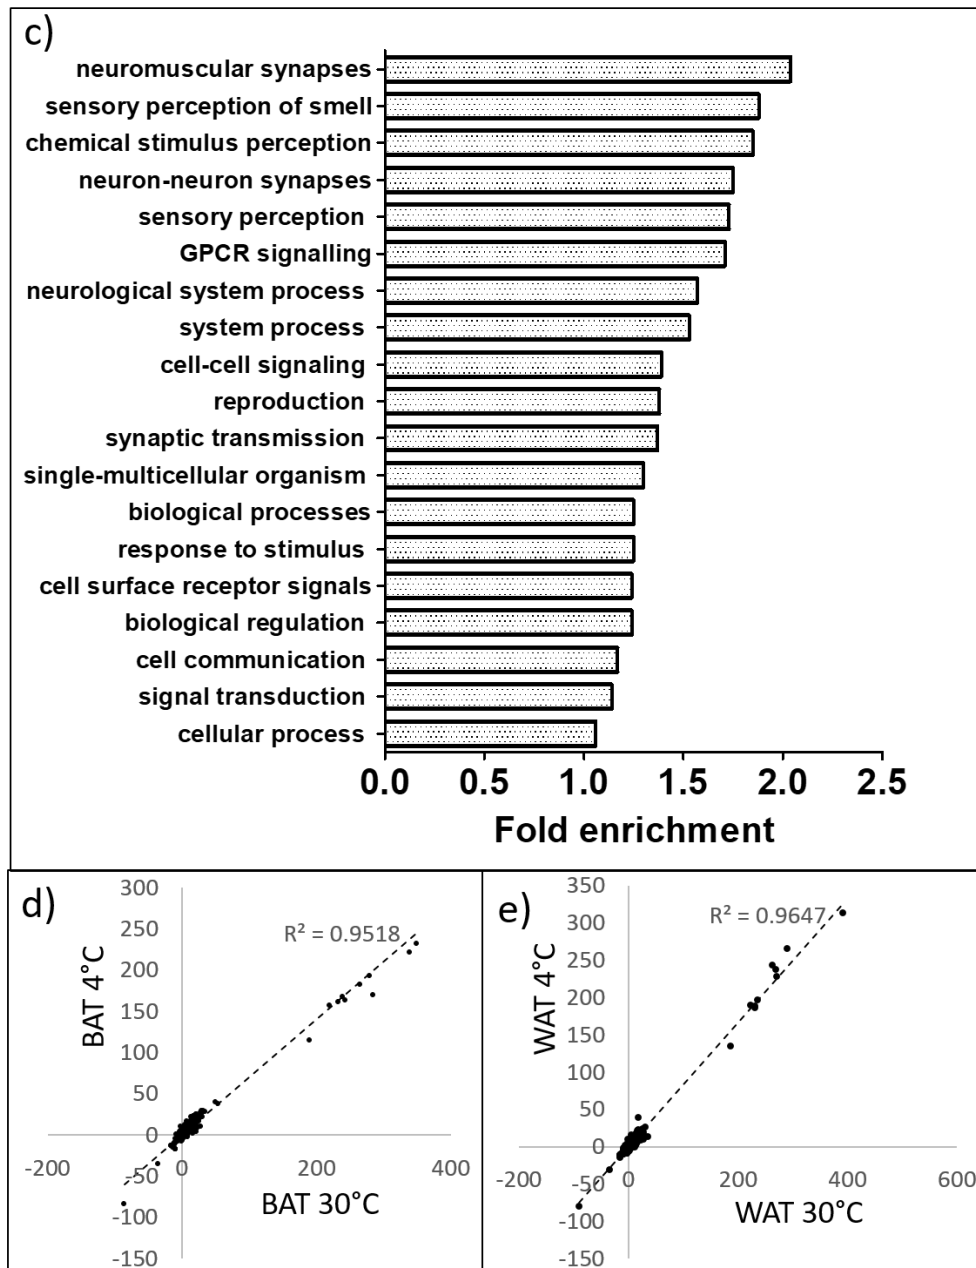 c)
neuromuscular synapses
sensory perception of smell
chemical stimulus perception
neuron-neuron synapses
sensory perception
GPCR signalling
neurological system process
system process
cell-cell signaling
reproduction
synaptic transmission
single-multicellular organism
biological processes
response to stimulus
cell surface receptor signals
biological regulation
cell communication
signal transduction
cellular process
0.0 0.5 1.0 1.5 2.0 2.5
Fold enrichment
d)
300
250
200
150
100
50
0
-50
-100
-150
BAT 4°C
R² = 0.9518
-200 0 200 400
BAT 30°C
e)
350
300
250
200
150
100
50
0
-50
-100
-150
WAT 4°C
R² = 0.9647
-200 0 200 400 600
WAT 30°C